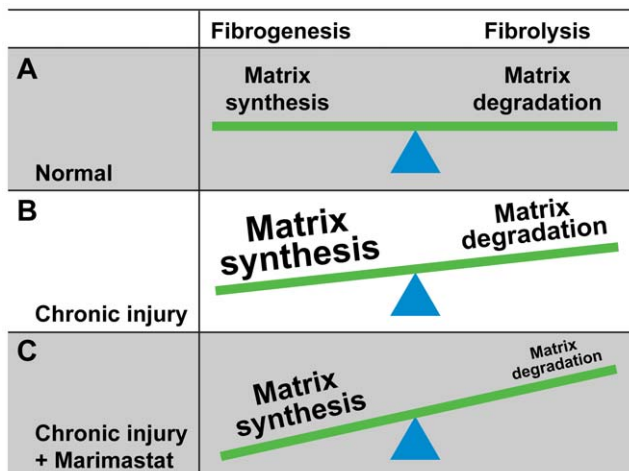 Fibrogenesis Fibrolysis
A
Matrix
synthesis
Matrix
degradation
Normal
B
Matrix
synthesis
Matrix
degradation
Chronic injury
C
Matrix
synthesis
Matrix
degradation
Chronic injury
+ Marimastat